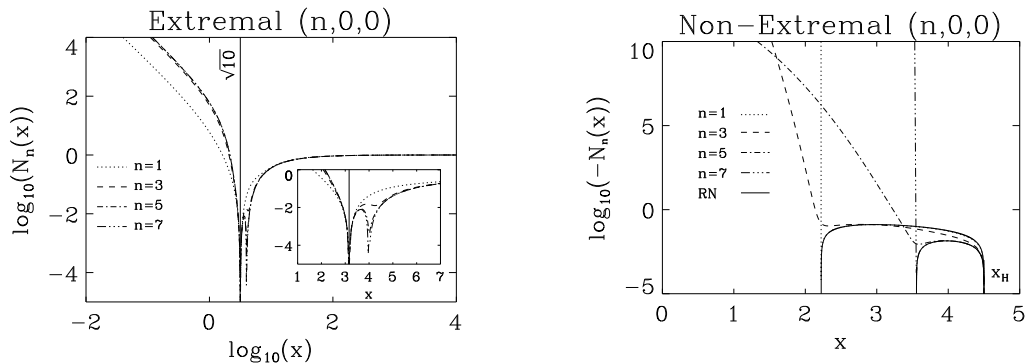 Extremal (n,0,0)
log10(Nn(x))
4
2
0
−2
−4
√10
n=1
n=3
n=5
n=7
0
−2
−4
1 2 3 4 5 6 7
x
−2 0 2 4
log10(x)
Non−Extremal (n,0,0)
log10(−Nn(x))
10
5
0
−5
n=1
n=3
n=5
n=7
RN
xH
0 1 2 3 4 5
x